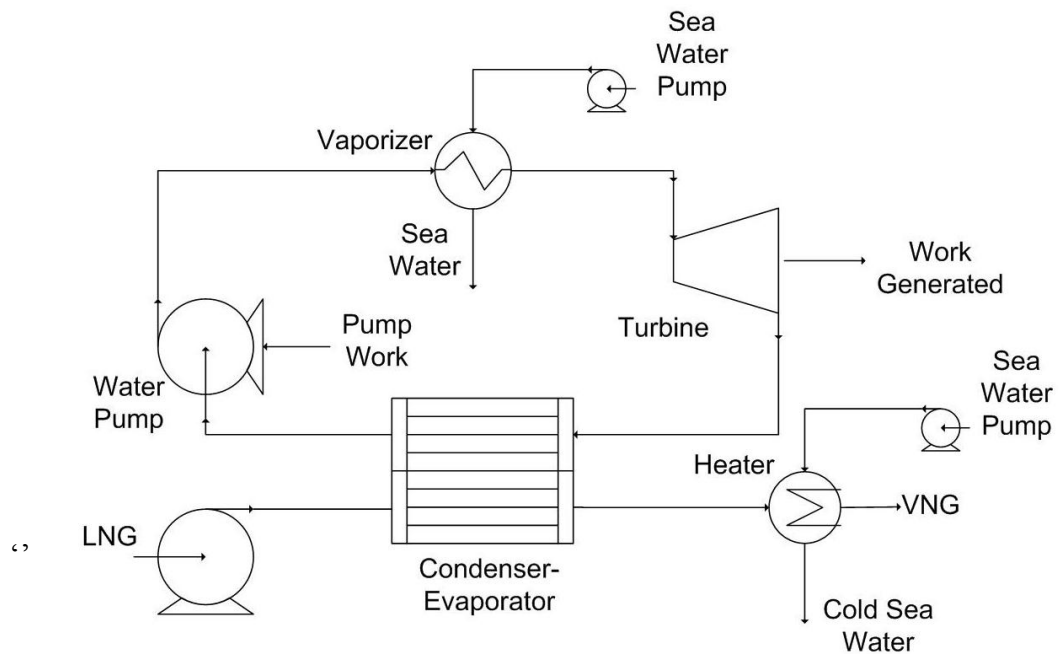 Sea
Water
Pump
Vaporizer
Sea
Water
Work
Generated
Turbine
Pump
Work
Water
Pump
Sea
Water
Pump
Heater
LNG
VNG
‘’
Condenser-
Evaporator
Cold Sea
Water